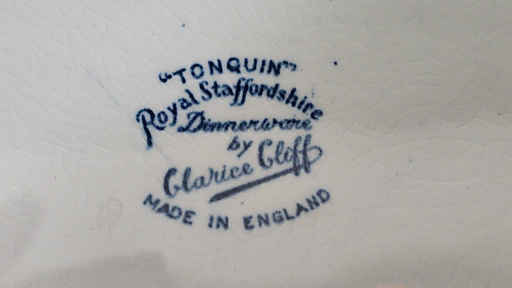 "TONQUIN"
Royal Staffordshire
Dinnerware
by
Clarice Cliff
MADE IN ENGLAND